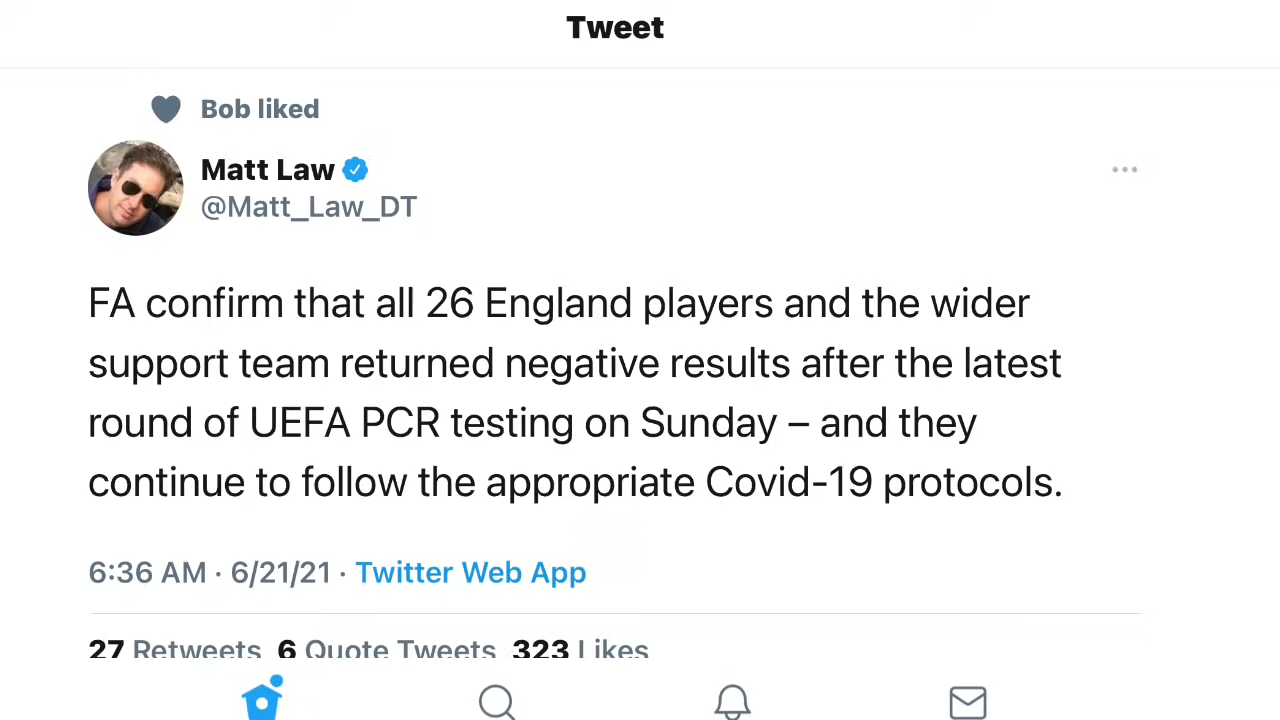 Tweet
Bob liked
Matt Law
@Matt_Law_DT
FA confirm that all 26 England players and the wider
support team returned negative results after the latest
round of UEFA PCR testing on Sunday – and they
continue to follow the appropriate Covid-19 protocols.
6:36 AM · 6/21/21 · Twitter Web App
27 Retweets 6 Quote Tweets 323 Likes